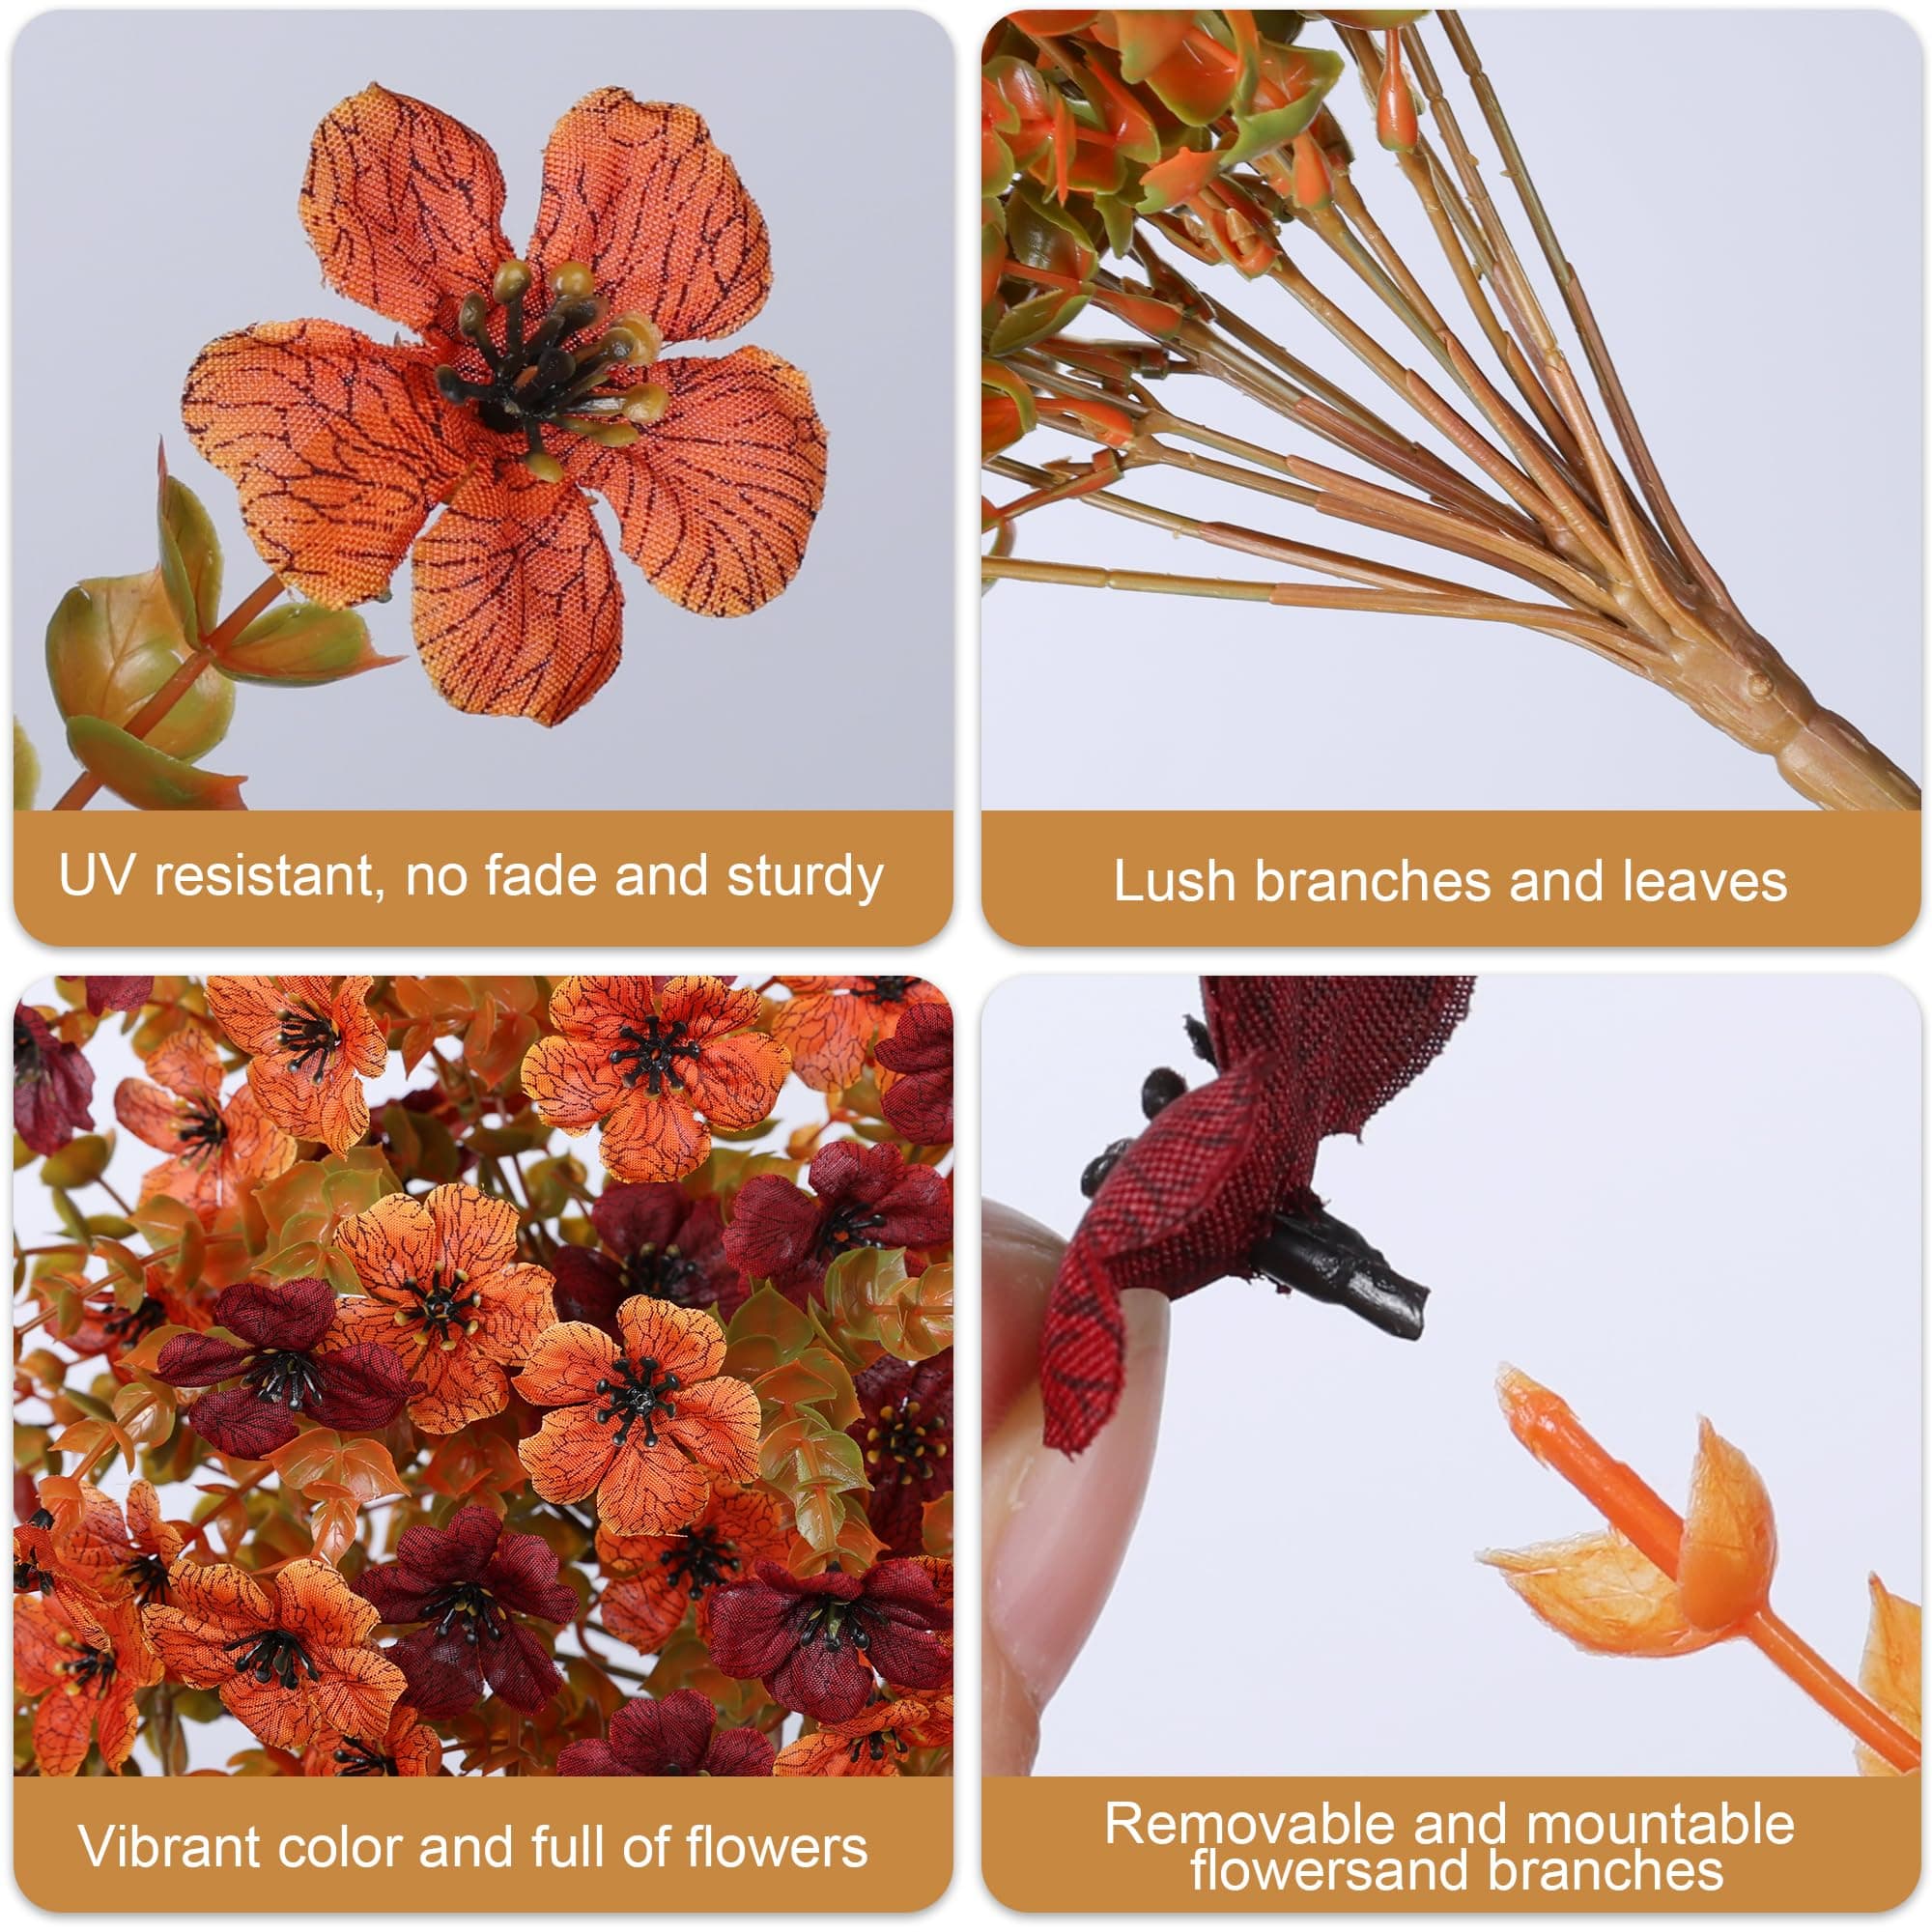 UV resistant, no fade and sturdy
Lush branches and leaves
Vibrant color and full of flowers
Removable and mountable
flowersand branches